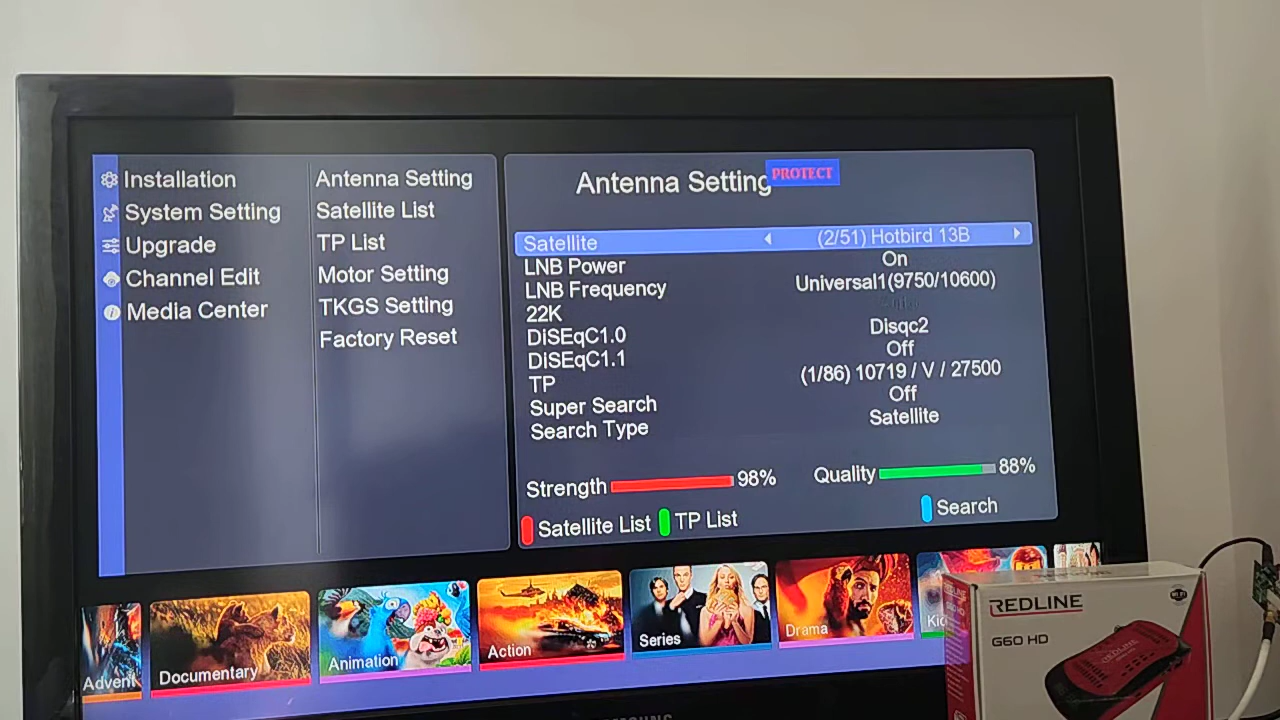 Installation
System Setting
Upgrade
Channel Edit
Media Center
Antenna Setting
Satellite List
TP List
Motor Setting
TKGS Setting
Factory Reset
Antenna Setting
PROTECT
Satellite (2/51) Hotbird 13B
LNB Power On
LNB Frequency Universal1(9750/10600)
22K
DiSEqC1.0 Disqc2
DISEqC1.1 Off
TP (1/86) 10719 / V / 27500
Super Search Off
Search Type Satellite
Strength 98% Quality 88%
Satellite List TP List Search
Documentary
Animation
Action
Series
Drama
REDLINE
G60 HD
REDLINE